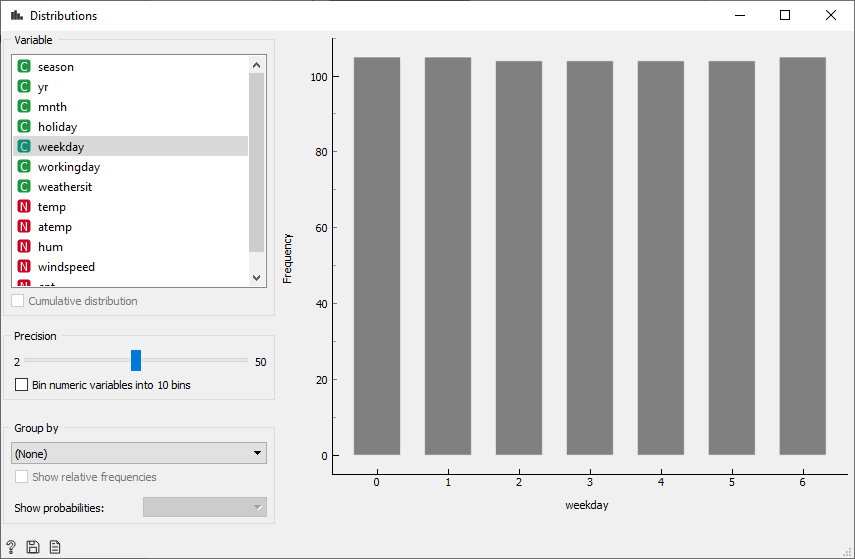 Distributions
Variable
C season
C yr
C mnth
C holiday
C weekday
C workingday
C weathersit
N temp
N atemp
N hum
N windspeed
Cumulative distribution
Precision
2 50
Bin numeric variables into 10 bins
Group by
(None)
Show relative frequencies
Show probabilities:
?
Frequency
100
80
60
40
20
0
0 1 2 3 4 5 6
weekday